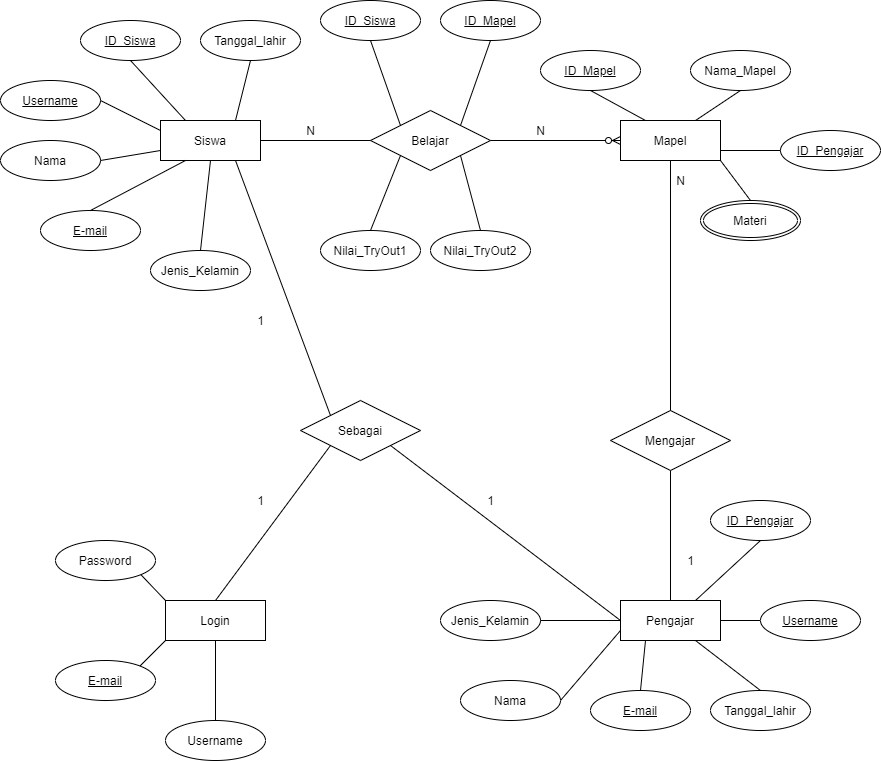 ID_Siswa
ID_Mapel
ID_Siswa
Tanggal_lahir
ID_Mapel
Nama_Mapel
Username
N
N
Siswa
Belajar
Mapel
ID_Pengajar
Nama
N
Materi
E-mail
Nilai_TryOut1
Nilai_TryOut2
Jenis_Kelamin
1
Sebagai
Mengajar
1
1
ID_Pengajar
Password
1
Login
Jenis_Kelamin
Pengajar
Username
E-mail
Nama
E-mail
Tanggal_lahir
Username